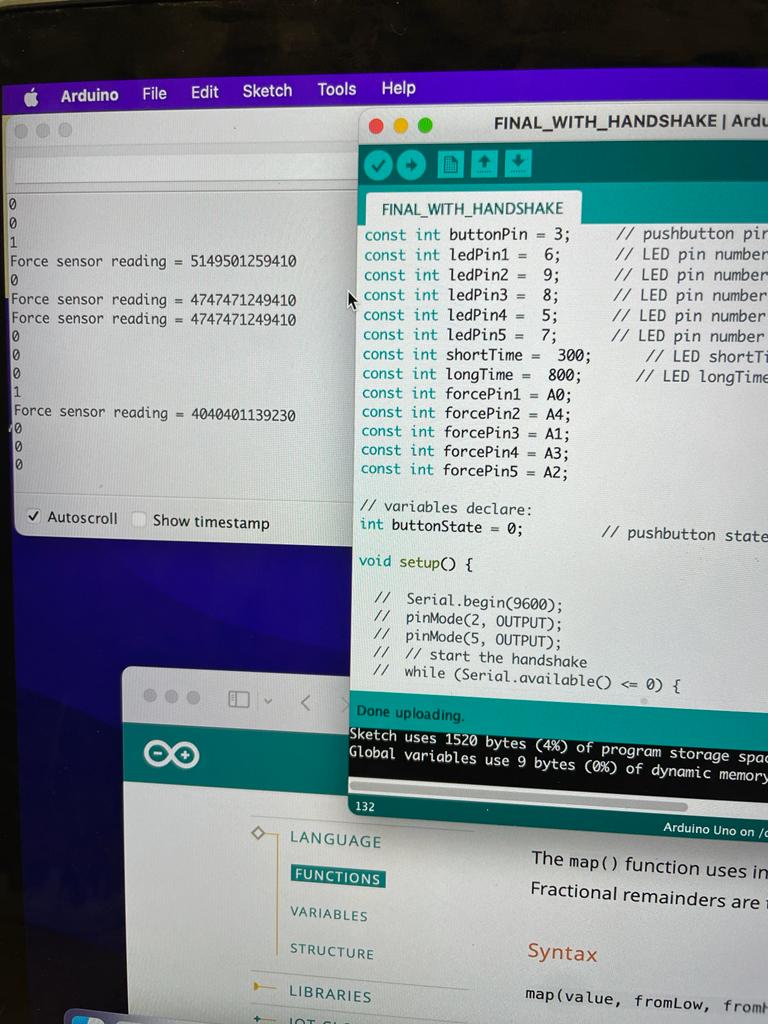 Arduino File Edit Sketch Tools Help
0
0
1
Force sensor reading = 5149501259410
0
Force sensor reading = 4747471249410
Force sensor reading = 4747471249410
0
0
0
1
Force sensor reading = 4040401139230
0
0
0
Autoscroll Show timestamp
FINAL_WITH_HANDSHAKE | Ardu
FINAL_WITH_HANDSHAKE
const int buttonPin = 3; // pushbutton pin
const int ledPin1 = 6; // LED pin number
const int ledPin2 = 9; // LED pin number
const int ledPin3 = 8; // LED pin number
const int ledPin4 = 5; // LED pin number
const int ledPin5 = 7; // LED pin number
const int shortTime = 300; // LED shortTi
const int longTime = 800; // LED longTime
const int forcePin1 = A0;
const int forcePin2 = A4;
const int forcePin3 = A1;
const int forcePin4 = A3;
const int forcePin5 = A2;
// variables declare:
int buttonState = 0; // pushbutton state
void setup() {
// Serial.begin(9600);
// pinMode(2, OUTPUT);
// pinMode(5, OUTPUT);
// // start the handshake
// while (Serial.available() <= 0) {
Done uploading.
Sketch uses 1520 bytes (4%) of program storage spac
Global variables use 9 bytes (0%) of dynamic memory
132
Arduino Uno on /
LANGUAGE
FUNCTIONS
VARIABLES
STRUCTURE
LIBRARIES
The map() function uses in
Fractional remainders are
Syntax
map(value, fromLow, from